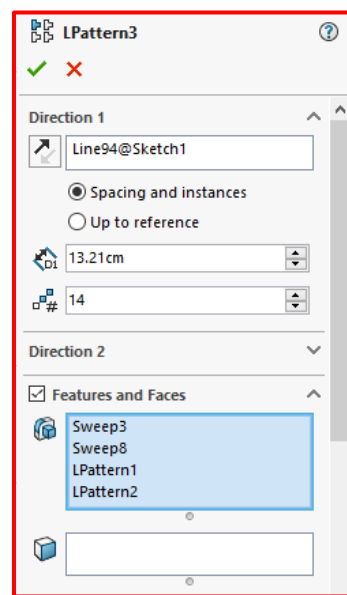 LPattern3
Direction 1
Line94@Sketch1
Spacing and instances
Up to reference
D1
13.21cm
#
14
Direction 2
Features and Faces
Sweep3
Sweep8
LPattern1
LPattern2